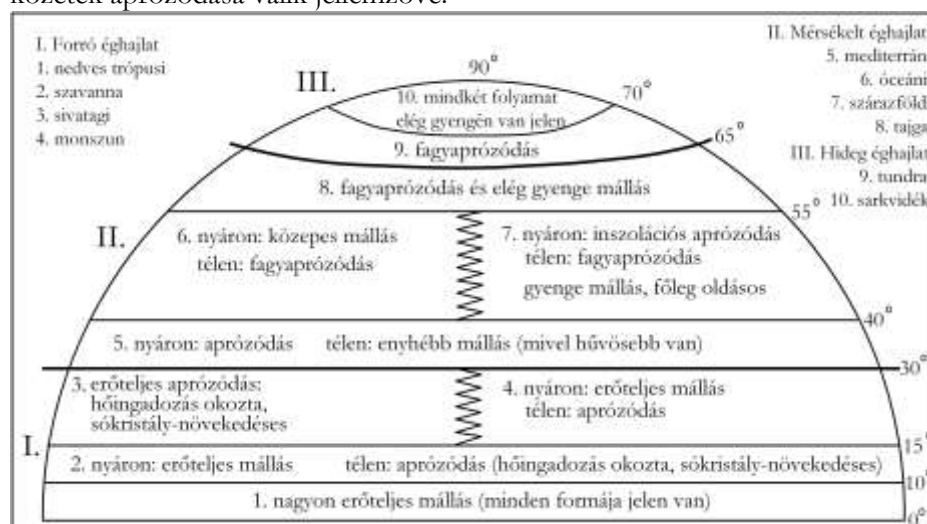 kőzetek aprózódása válik jellemzővé.
I. Forró éghajlat
1. nedves trópusi
2. szavanna
3. sivatagi
4. monszun
II. Mérsékelt éghajlat
5. mediterrán
6. óceáni
7. szárazföld
8. tajga
III. Hideg éghajlat
9. tundra
10. sarkvidék
III.
90°
70°
10. mindkét folyamat
elég gyengén van jelen
65°
9. fagyaprózódás
8. fagyaprózódás és elég gyenge mállás
55°
II.
6. nyáron: közepes mállás
télen: fagyaprózódás
7. nyáron: inszolációs aprózódás
télen: fagyaprózódás
gyenge mállás, főleg oldásos
40°
5. nyáron: aprózódás télen: enyhébb mállás (mivel hűvösebb van)
30°
3. erőteljes aprózódás:
hőingadozás okozta,
sókristály-növekedéses
4. nyáron: erőteljes mállás
télen: aprózódás
I.
15°
2. nyáron: erőteljes mállás télen: aprózódás (hőingadozás okozta, sókristály-növekedéses)
10°
1. nagyon erőteljes mállás (minden formája jelen van)
0°